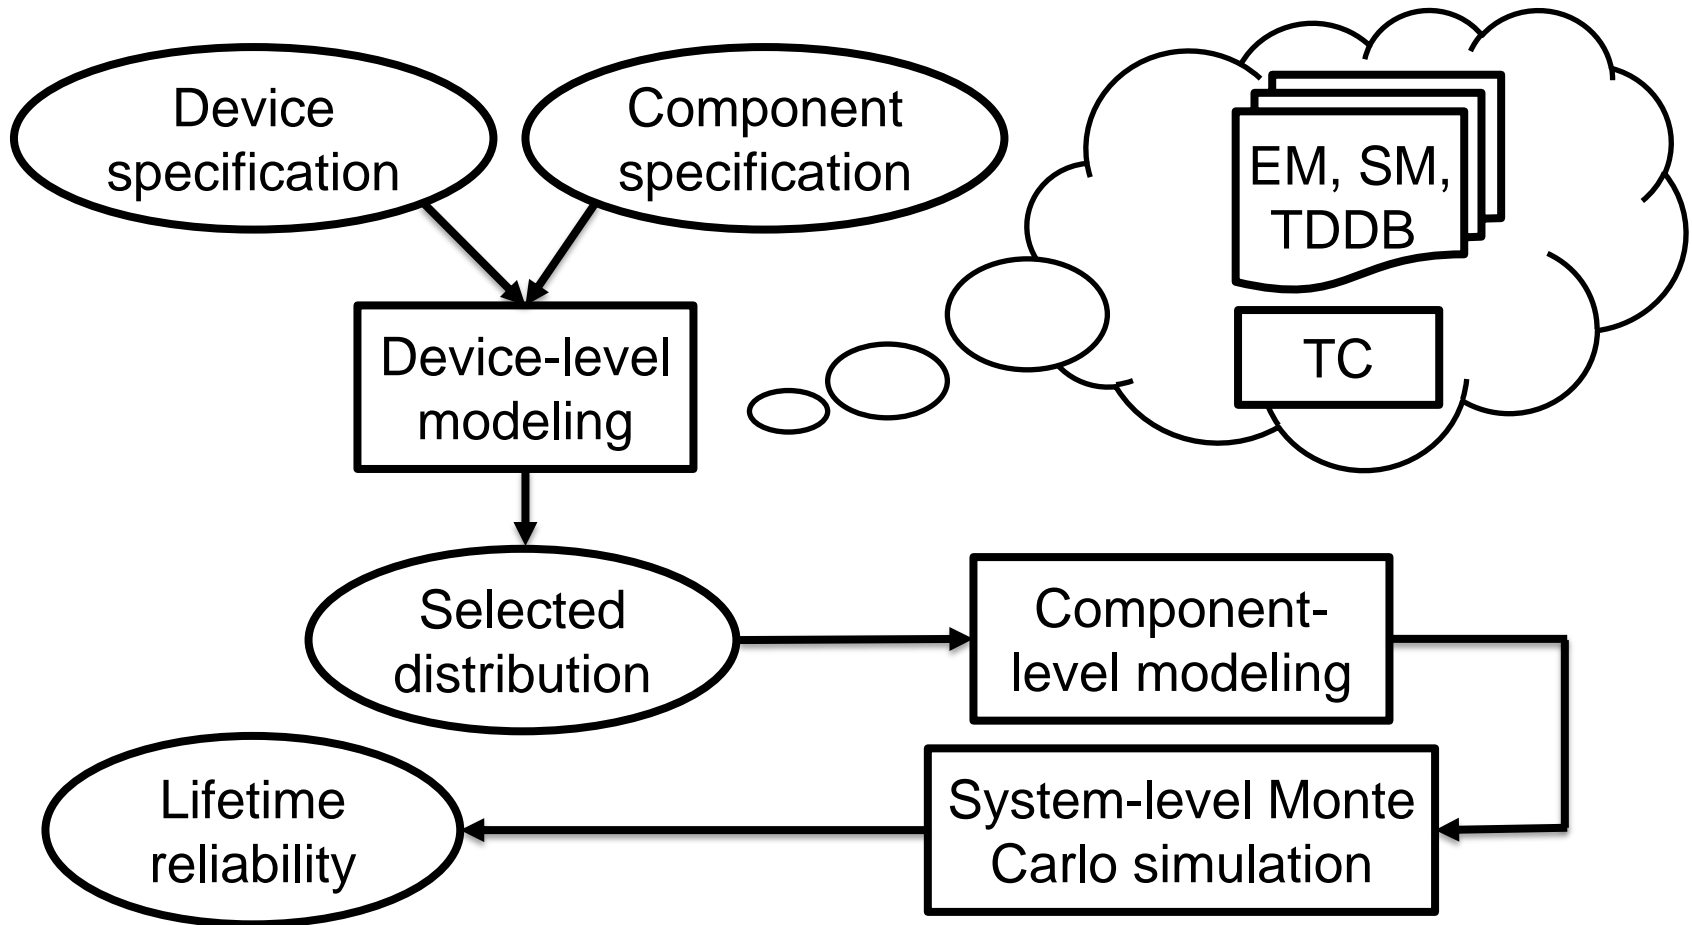 Device
specification
Component
specification
EM, SM,
TDDB
TC
Device-level
modeling
Selected
distribution
Component-
level modeling
System-level Monte
Carlo simulation
Lifetime
reliability